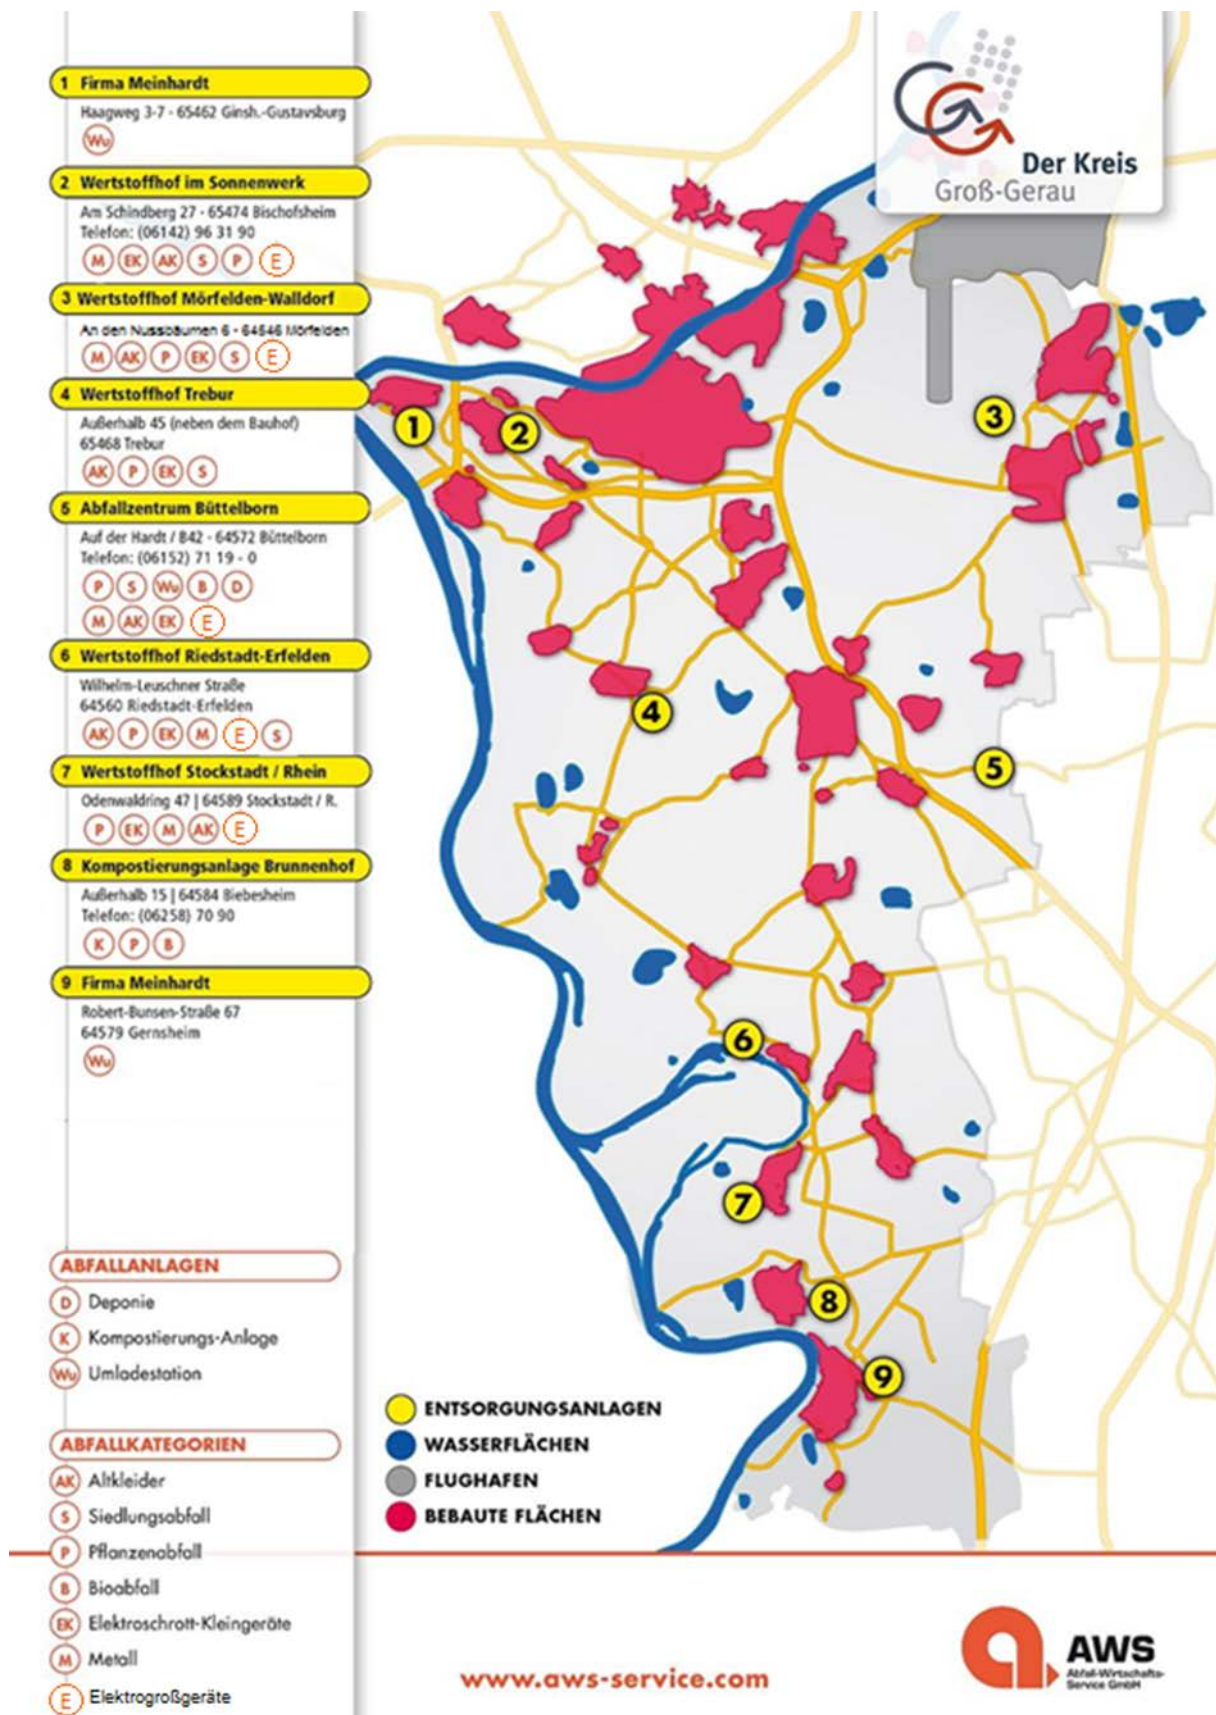 1 Firma Meinhardt
Haagweg 3-7 - 65462 Ginsh.-Gustavsburg
Wu
2 Wertstoffhof im Sonnenwerk
Am Schindberg 27 - 65474 Bischofsheim
Telefon: (06142) 96 31 90
M EK AK S P E
3 Wertstoffhof Mörfelden-Walldorf
An den Nussbäumen 6 - 64546 Mörfelden
M AK P EK S E
4 Wertstoffhof Trebur
Außerhalb 45 (neben dem Bauhof)
65468 Trebur
AK P EK S
5 Abfallzentrum Büttelborn
Auf der Hardt / B42 - 64572 Büttelborn
Telefon: (06152) 71 19 - 0
P S Wu B D
M AK EK E
6 Wertstoffhof Riedstadt-Erfelden
Wilhelm-Leuschner Straße
64560 Riedstadt-Erfelden
AK P EK M E S
7 Wertstoffhof Stockstadt / Rhein
Odenwaldring 47 | 64589 Stockstadt / R.
P EK M AK E
8 Kompostierungsanlage Brunnenhof
Außerhalb 15 | 64584 Biebesheim
Telefon: (06258) 70 90
K P B
9 Firma Meinhardt
Robert-Bunsen-Straße 67
64579 Gernsheim
Wu
ABFALLANLAGEN
D Deponie
K Kompostierungs-Anlage
Wu Umladestation
ABFALLKATEGORIEN
AK Altkleider
S Siedlungsabfall
P Pflanzenabfall
B Bioabfall
EK Elektroschrott-Kleingeräte
M Metall
E Elektrogroßgeräte
Der Kreis
Groß-Gerau
1
2
3
4
5
6
7
8
9
ENTSORGUNGSANLAGEN
WASSERFLÄCHEN
FLUGHAFEN
BEBAUTE FLÄCHEN
www.aws-service.com
AWS
Abfall-Wirtschafts-
Service GmbH